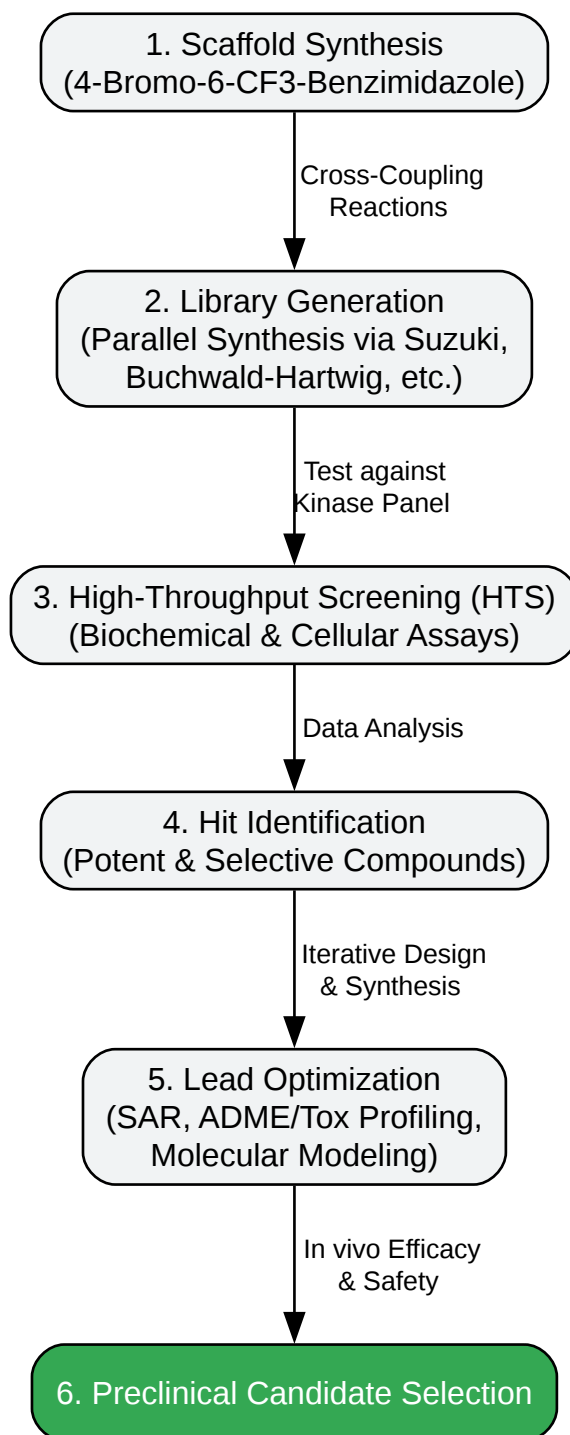 1. Scaffold Synthesis
(4-Bromo-6-CF3-Benzimidazole)
Cross-Coupling
Reactions
2. Library Generation
(Parallel Synthesis via Suzuki,
Buchwald-Hartwig, etc.)
Test against
Kinase Panel
3. High-Throughput Screening (HTS)
(Biochemical & Cellular Assays)
Data Analysis
4. Hit Identification
(Potent & Selective Compounds)
Iterative Design
& Synthesis
5. Lead Optimization
(SAR, ADME/Tox Profiling,
Molecular Modeling)
In vivo Efficacy
& Safety
6. Preclinical Candidate Selection